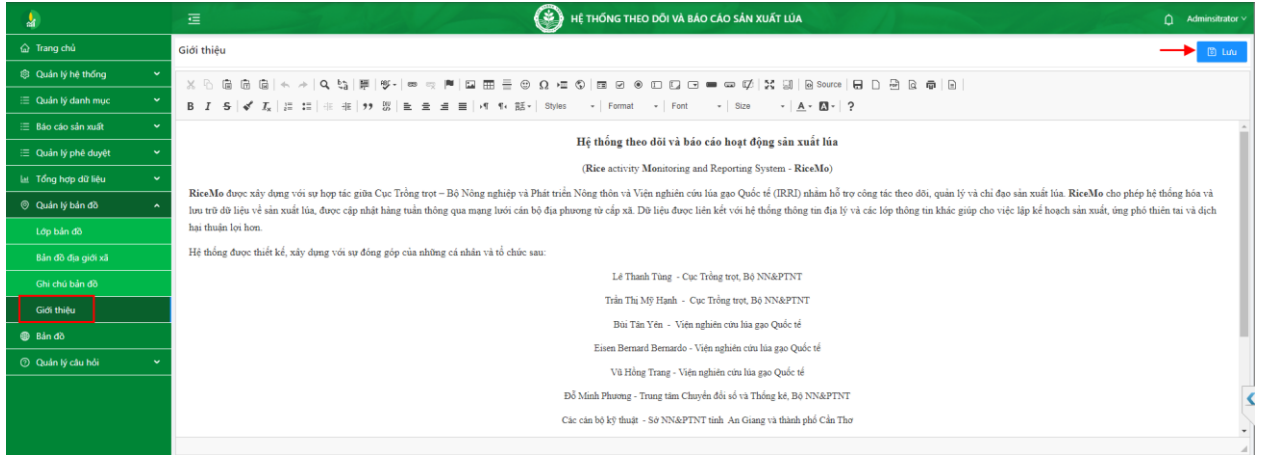 HỆ THỐNG THEO DÕI VÀ BÁO CÁO SẢN XUẤT LÚA
Adminsitrator
Trang chủ
Quản lý hệ thống
Quản lý danh mục
Báo cáo sản xuất
Quản lý phê duyệt
Tổng hợp dữ liệu
Quản lý bản đồ
Lớp bản đồ
Bản đồ địa giới xã
Ghi chú bản đồ
Giới thiệu
Bản đồ
Quản lý câu hỏi
Giới thiệu
Lưu
Source
Styles Format Font Size
Hệ thống theo dõi và báo cáo hoạt động sản xuất lúa
(Rice activity Monitoring and Reporting System - RiceMo)
RiceMo được xây dựng với sự hợp tác giữa Cục Trồng trọt – Bộ Nông nghiệp và Phát triển Nông thôn và Viện nghiên cứu lúa gạo Quốc tế (IRRI) nhằm hỗ trợ công tác theo dõi, quản lý và chỉ đạo sản xuất lúa. RiceMo cho phép hệ thống hóa và
lưu trữ dữ liệu về sản xuất lúa, được cập nhật hàng tuần thông qua mạng lưới cán bộ địa phương từ cấp xã. Dữ liệu được liên kết với hệ thống thông tin địa lý và các lớp thông tin khác giúp cho việc lập kế hoạch sản xuất, ứng phó thiên tai và dịch
hại thuận lợi hơn.
Hệ thống được thiết kế, xây dựng với sự đóng góp của những cá nhân và tổ chức sau:
Lê Thanh Tùng - Cục Trồng trọt, Bộ NN&PTNT
Trần Thị Mỹ Hạnh - Cục Trồng trọt, Bộ NN&PTNT
Bùi Tân Yên - Viện nghiên cứu lúa gạo Quốc tế
Eisen Bernard Bernardo - Viện nghiên cứu lúa gạo Quốc tế
Vũ Hồng Trang - Viện nghiên cứu lúa gạo Quốc tế
Đỗ Minh Phương - Trung tâm Chuyển đổi số và Thống kê, Bộ NN&PTNT
Các cán bộ kỹ thuật - Sở NN&PTNT tỉnh An Giang và thành phố Cần Thơ